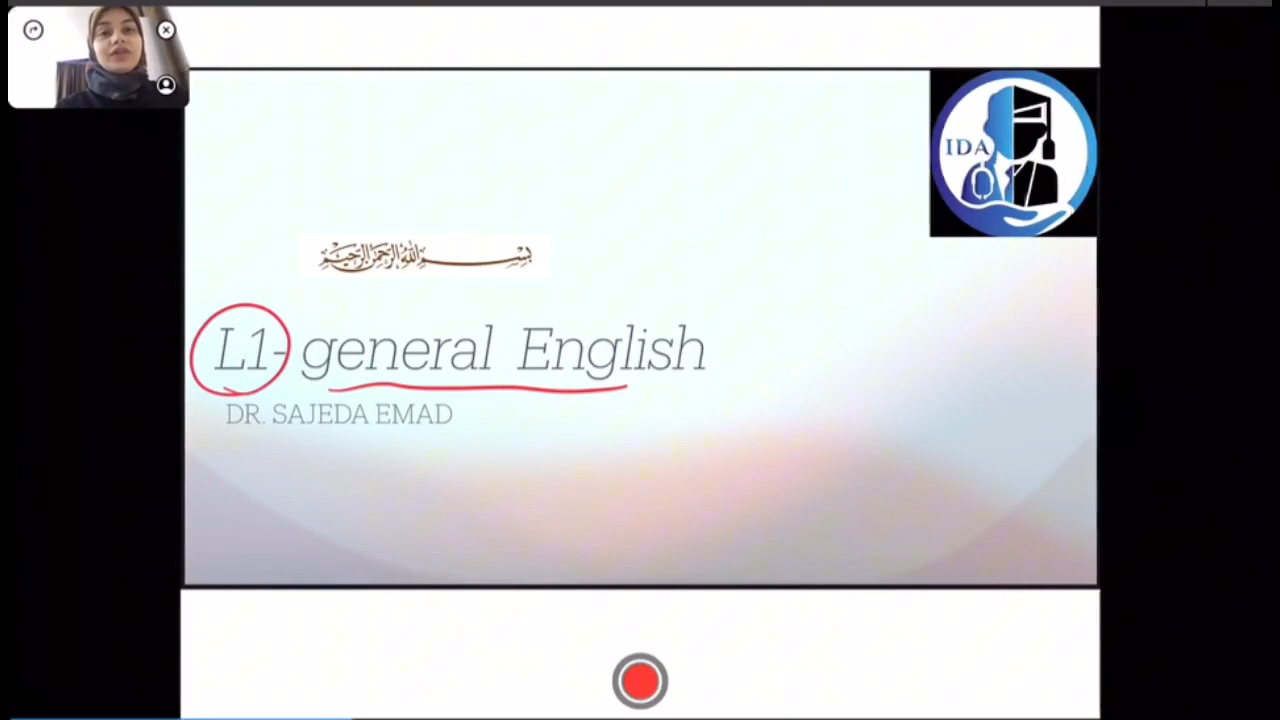 IDA
بسم الله الرحمن الرحيم
L1- general English
DR. SAJEDA EMAD